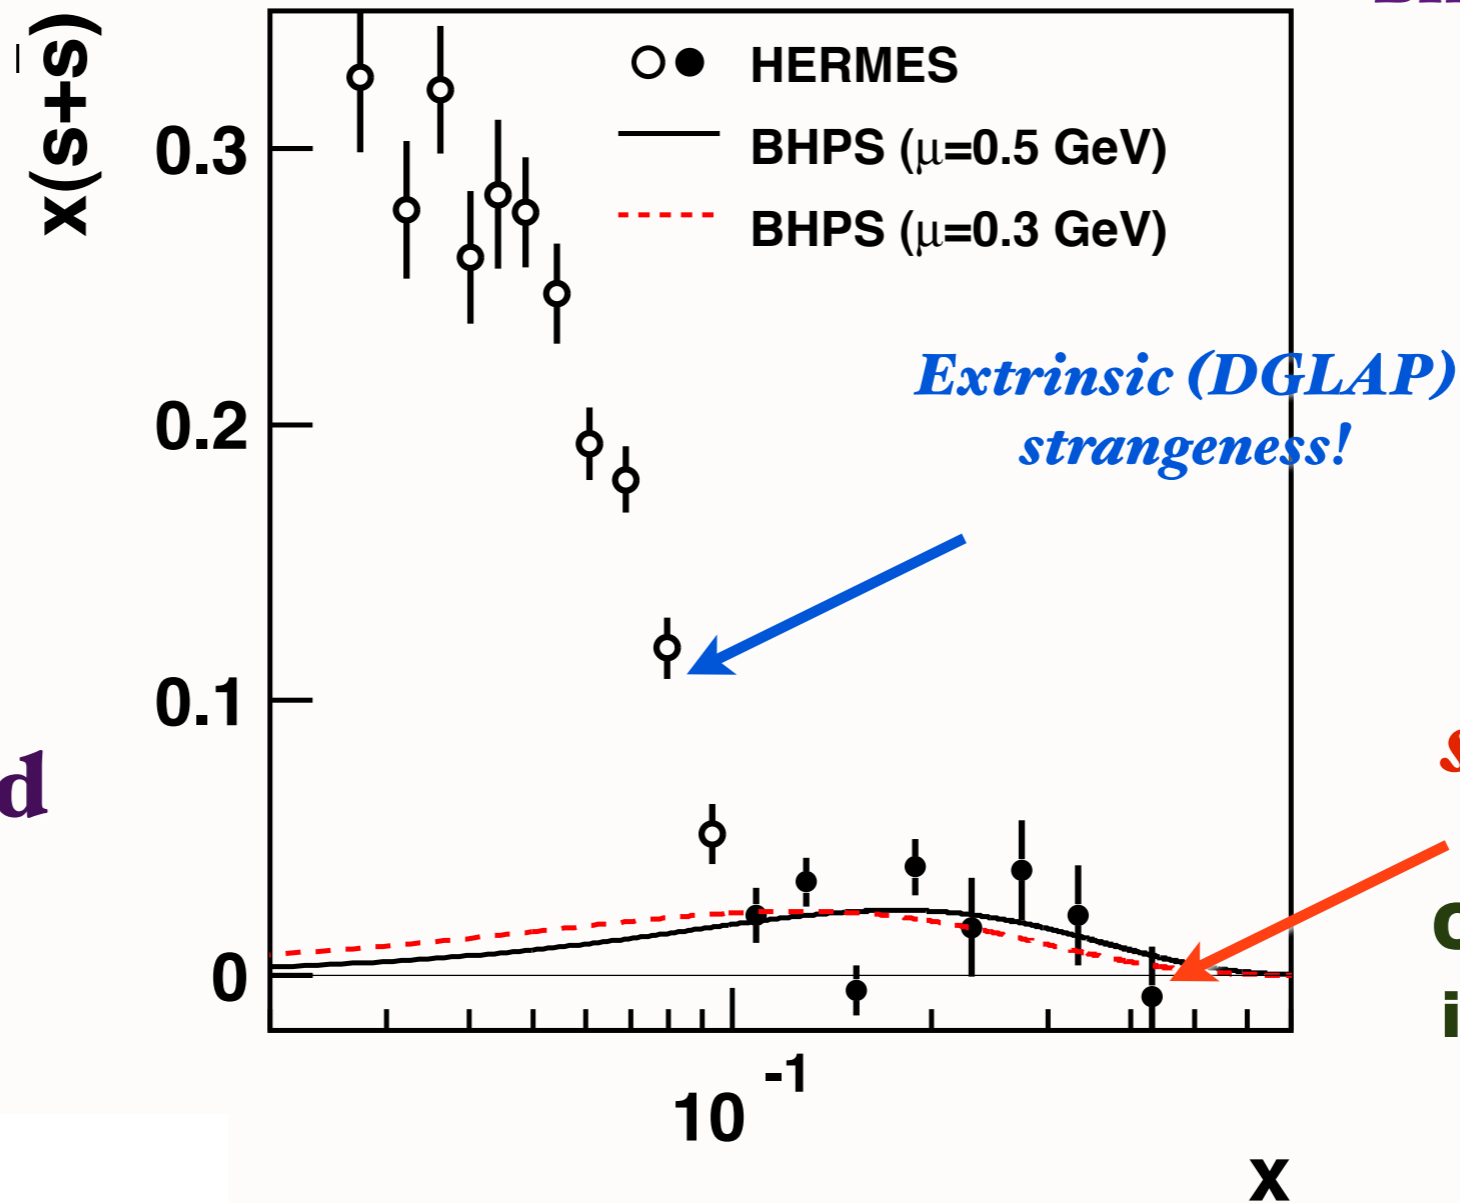 x(s+s̅)
HERMES
BHPS (μ=0.5 GeV)
BHPS (μ=0.3 GeV)
0.3
0.2
0.1
0
Extrinsic (DGLAP)
strangeness!
d
s
i
10 -1
x